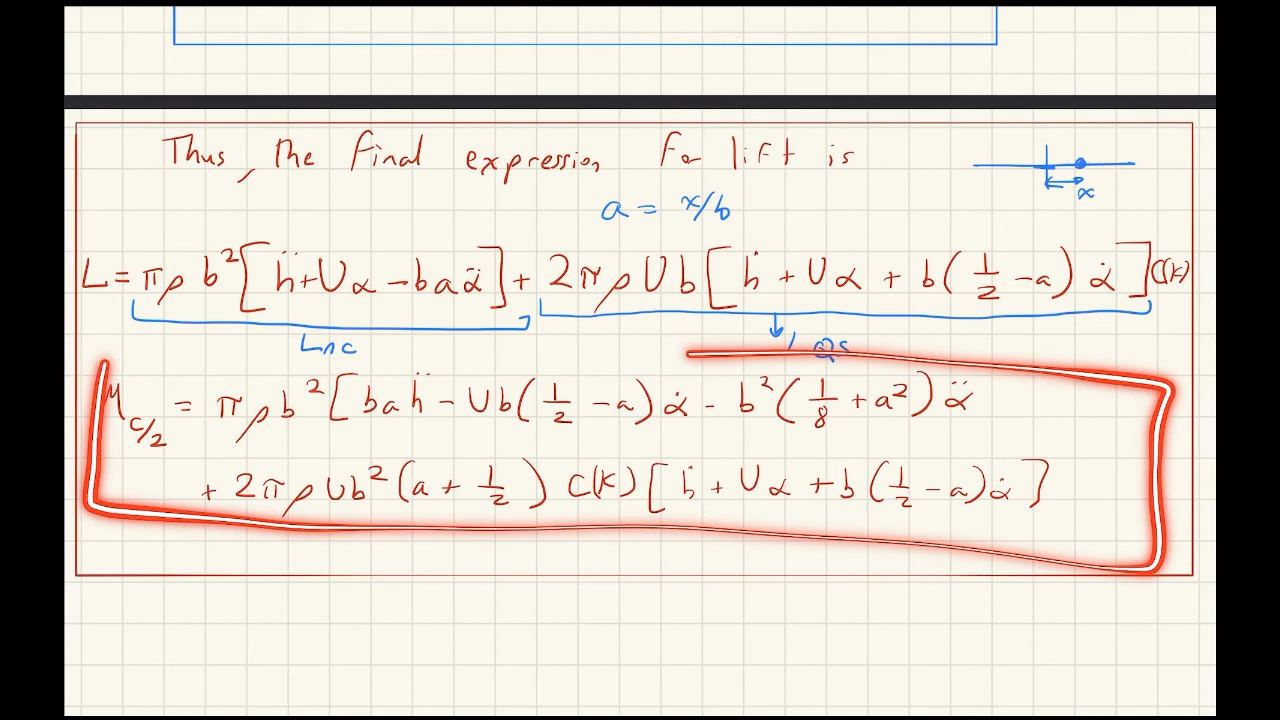 Thus, the final expression for lift is
x
a = x/b
L = πρb²[ḧ + Uα - baα̈] + 2πρUb[ḣ + Uα + b(1/2 - a)α̇]C(k)
Lnc
M_{c/2} = πρb²[baḧ - Ub(1/2 - a)α̇ - b²(1/8 + a²)α̈
+ 2πρUb²(a + 1/2) C(k)[ḣ + Uα + b(1/2 - a)α̇]